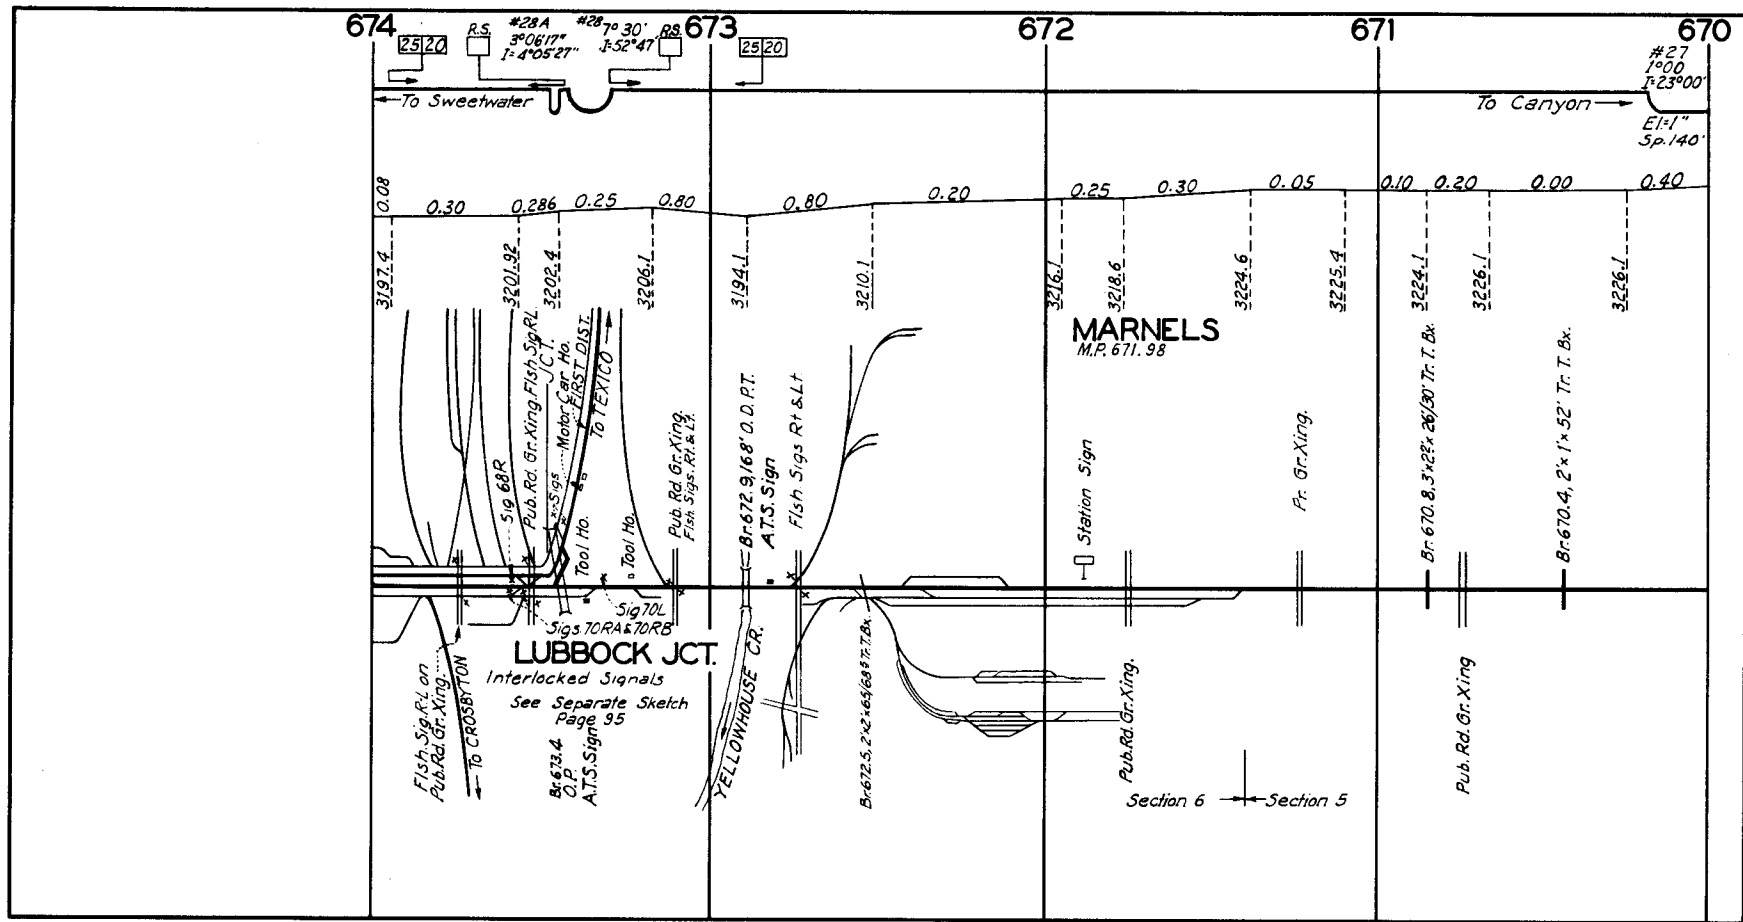 674
673
672
671
670
25 20
R.S.
#28A
3°06'17"
I=4°05'27"
#28
7°30'
I=52°47'
R.S.
25 20
#27
1°00
I=23°00'
To Sweetwater
To Canyon
El=1"
Sp.140'
0.08
0.30
0.286
0.25
0.80
0.80
0.20
0.25
0.30
0.05
0.10
0.20
0.00
0.40
3197.4
3201.92
3202.4
3206.1
3194.1
3210.1
3216.1
3218.6
3224.6
3225.4
3224.1
3226.1
3226.1
MARNELS
M.P. 671.98
Sig 68R
Pub. Rd. Gr. Xing. Flsh Sig R-L
JCT.
x-Sigs
Motor Car Ho.
FIRST DIST.
To TEXICO
Tool Ho.
Tool Ho.
Pub. Rd. Gr. Xing.
Flsh. Sigs. Rt. & Lt.
Br. 672.9, 168' O.D.P.T.
A.T.S. Sign
Flsh Sigs Rt & Lt
Station Sign
Pr. Gr. Xing.
Br. 670.8, 3'x2²x 26/30' Tr. T. Bx.
Br. 670.4, 2'x 1'x 52' Tr. T. Bx.
Sig 70L
Sigs. 70RA & 70RB
LUBBOCK JCT.
Interlocked Signals
See Separate Sketch
Page 95
Flsh. Sig. R-L on
Pub. Rd. Gr. Xing.
To CROSBYTON
Br. 673.4
O.P.
A.T.S. Sign
YELLOWHOUSE CR.
Br. 672.5, 2'x2'x65/68⁵ Tr. T. Bx.
Pub. Rd. Gr. Xing.
Pub. Rd. Gr. Xing
Section 6
Section 5